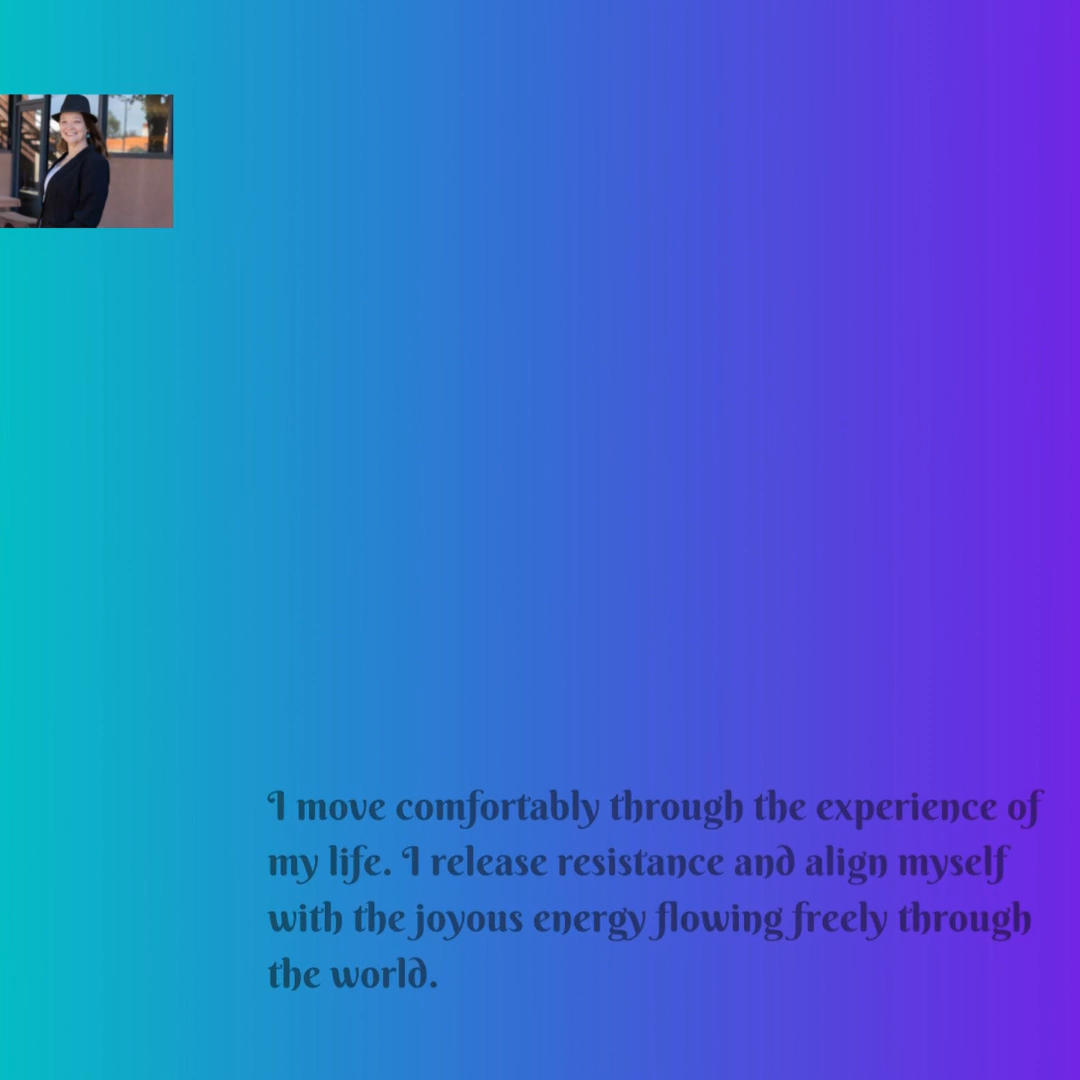 I move comfortably through the experience of
my life. I release resistance and align myself
with the joyous energy flowing freely through
the world.